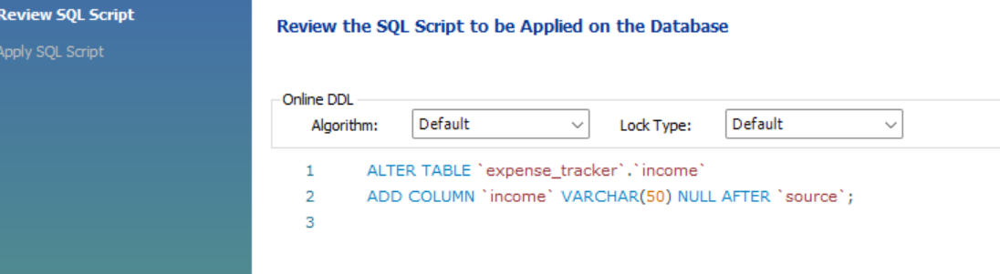 Review SQL Script
Apply SQL Script
Review the SQL Script to be Applied on the Database
Online DDL
Algorithm: Default Lock Type: Default
1 ALTER TABLE `expense_tracker`.`income`
2 ADD COLUMN `income` VARCHAR(50) NULL AFTER `source`;
3